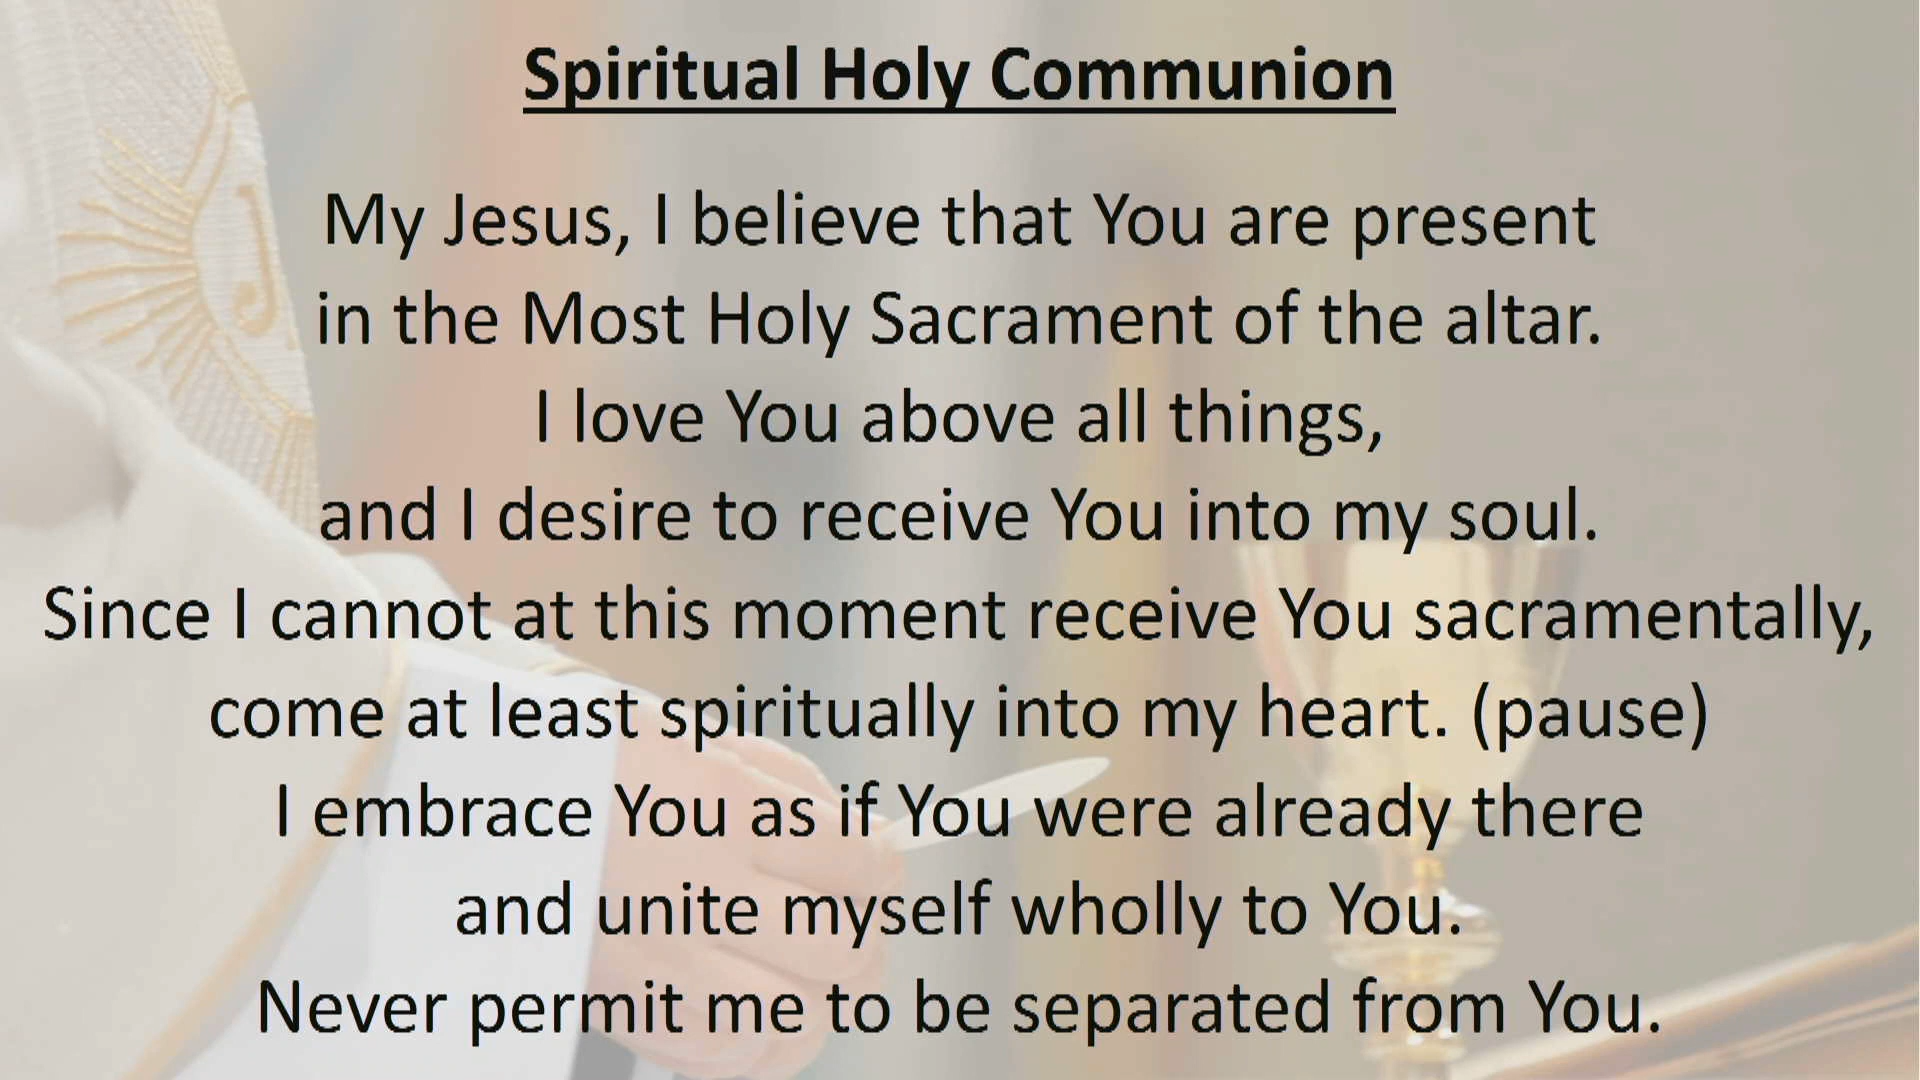 Spiritual Holy Communion
My Jesus, I believe that You are present
in the Most Holy Sacrament of the altar.
I love You above all things,
and I desire to receive You into my soul.
Since I cannot at this moment receive You sacramentally,
come at least spiritually into my heart. (pause)
I embrace You as if You were already there
and unite myself wholly to You.
Never permit me to be separated from You.